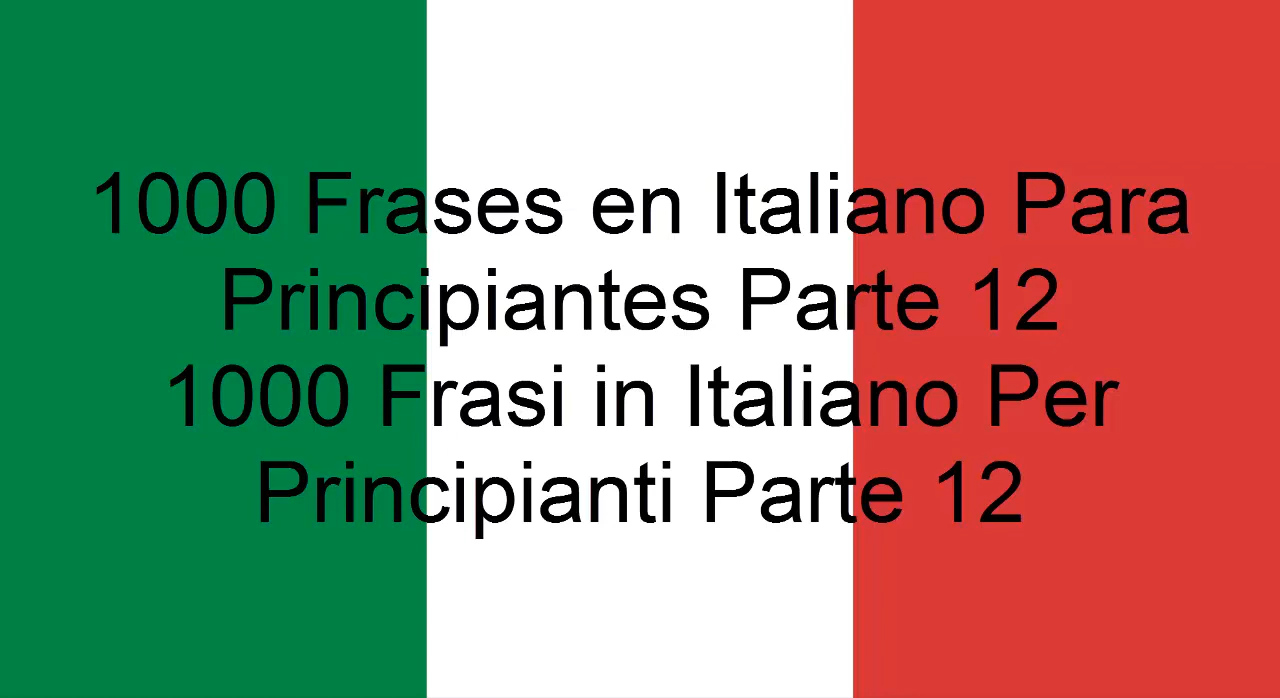 1000 Frases en Italiano Para
Principiantes Parte 12
1000 Frasi in Italiano Per
Principianti Parte 12